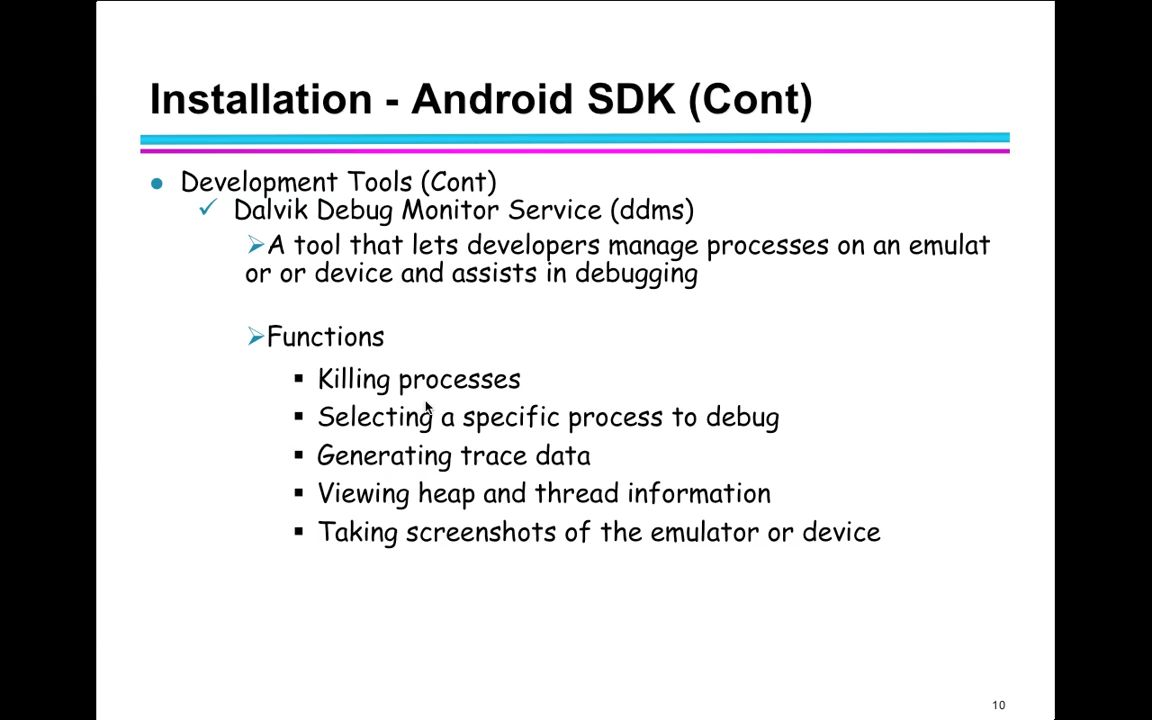 Installation - Android SDK (Cont)
Development Tools (Cont)
Dalvik Debug Monitor Service (ddms)
A tool that lets developers manage processes on an emulat
or or device and assists in debugging
Functions
Killing processes
Selecting a specific process to debug
Generating trace data
Viewing heap and thread information
Taking screenshots of the emulator or device
10